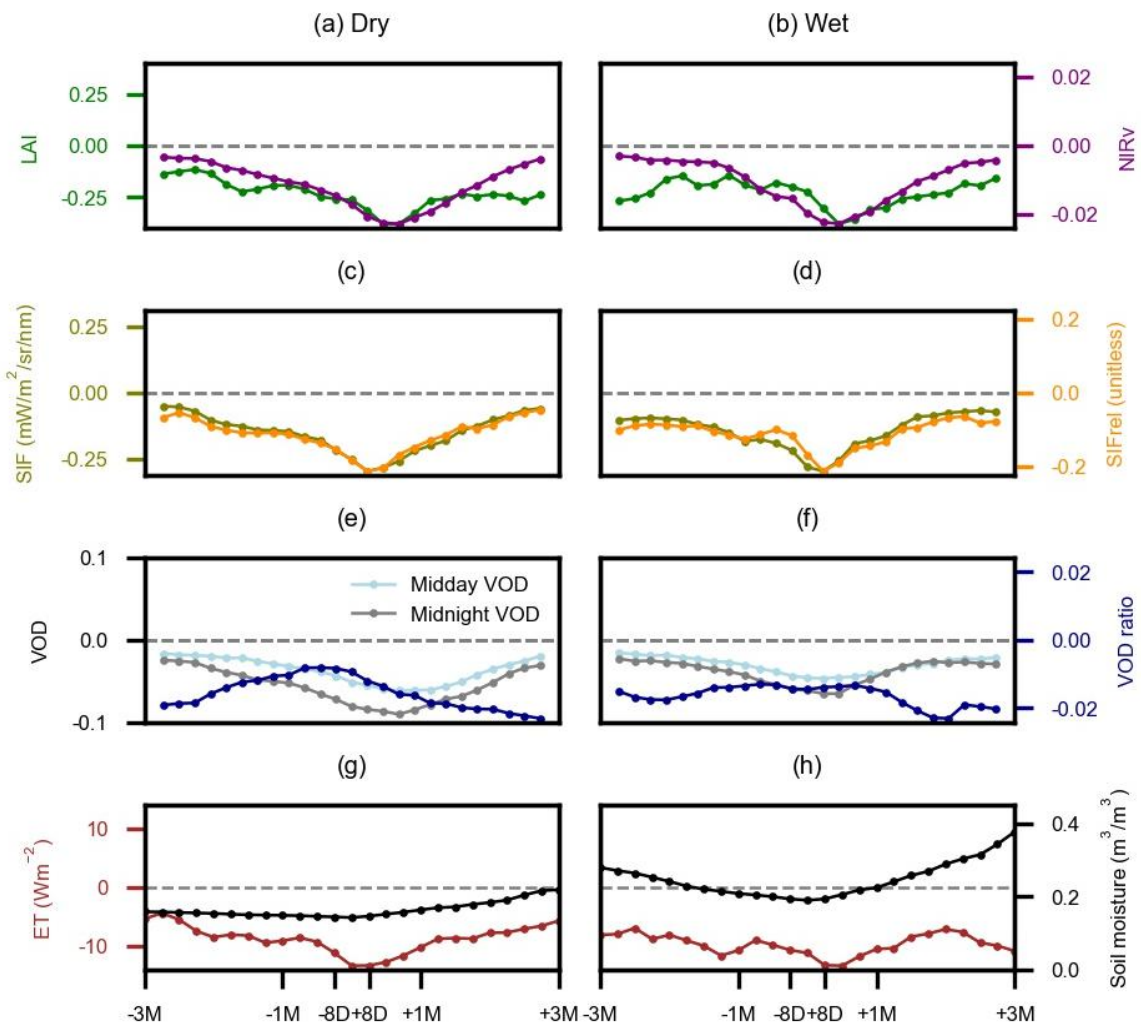 (a) Dry
(b) Wet
LAI
0.25
0.00
-0.25
0.02
0.00
-0.02
NIRv
(c)
(d)
SIF (mW/m²/sr/nm)
0.25
0.00
-0.25
0.2
0.0
-0.2
SIFrel (unitless)
(e)
(f)
VOD
0.1
0.0
-0.1
Midday VOD
Midnight VOD
0.02
0.00
-0.02
VOD ratio
(g)
(h)
ET (Wm⁻²)
10
0
-10
0.4
0.2
0.0
Soil moisture (m³/m³)
-3M -1M -8D+8D +1M +3M -3M -1M -8D+8D +1M +3M